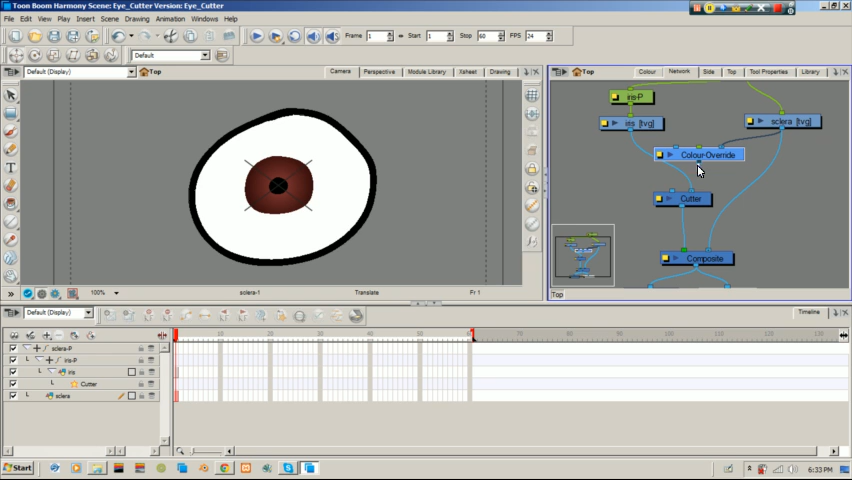 Toon Boom Harmony Scene: Eye_Cutter Version: Eye_Cutter
File Edit View Play Insert Scene Drawing Animation Windows Help
Frame 1 Start 1 Stop 60 FPS 24
Default
Default (Display) Top Camera Perspective Module Library Xsheet Drawing
Top Colour Network Side Top Tool Properties Library
iris-P
iris [tvg]
sclera [tvg]
Colour-Override
Cutter
Composite
T
100% sclera-1 Translate Fr 1
Top
Default (Display) Timeline
10 20 30 40 50 60 70 80 90 100 110 120 130
sclera-P
iris-P
iris
Cutter
sclera
Start 6:33 PM